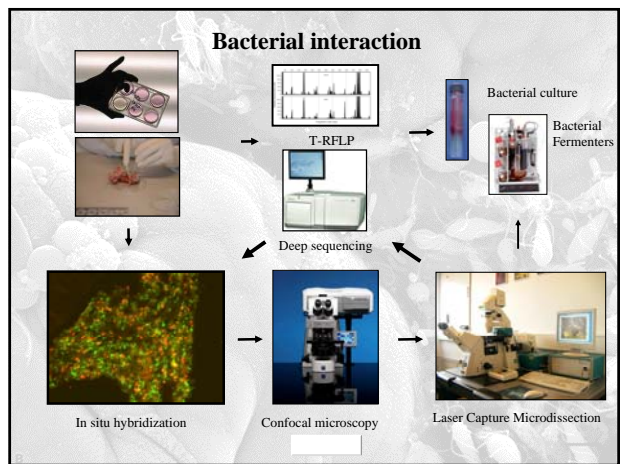 Bacterial interaction
T-RFLP
Bacterial culture
Bacterial
Fermenters
Deep sequencing
In situ hybridization
Confocal microscopy
Laser Capture Microdissection